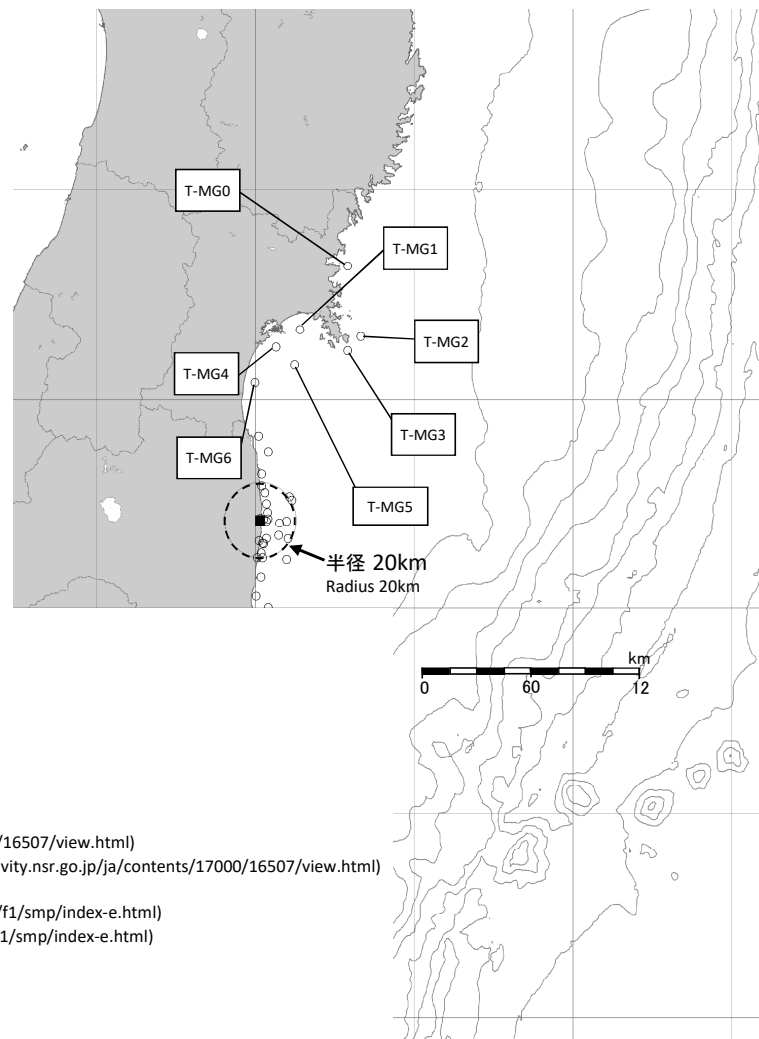 T-MG0
T-MG1
T-MG2
T-MG4
T-MG3
T-MG6
T-MG5
半径 20km
Radius 20km
km
0 60 12
/16507/view.html)
vity.nsr.go.jp/ja/contents/17000/16507/view.html)
/f1/smp/index-e.html)
1/smp/index-e.html)